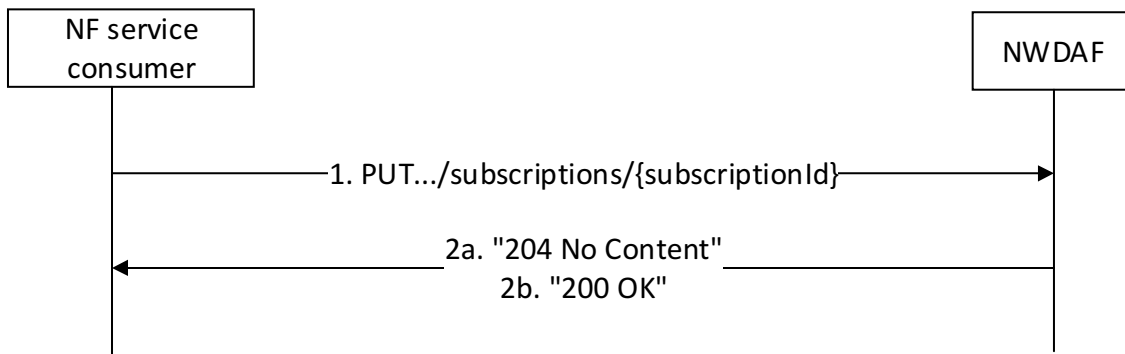 NF service
consumer
NWDAF
1. PUT.../subscriptions/{subscriptionId}
2a. "204 No Content"
2b. "200 OK"